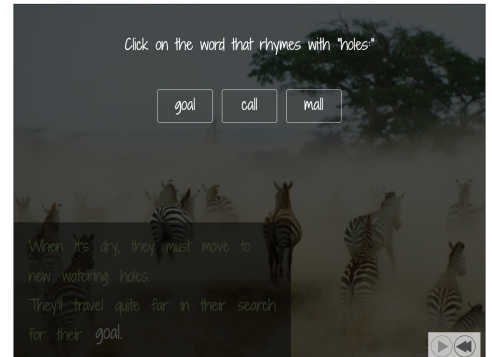 Click on the word that rhymes with "holes:"
goal call mall
When it's dry, they must move to
new watering holes.
They'll travel quite far in their search
for their goal.